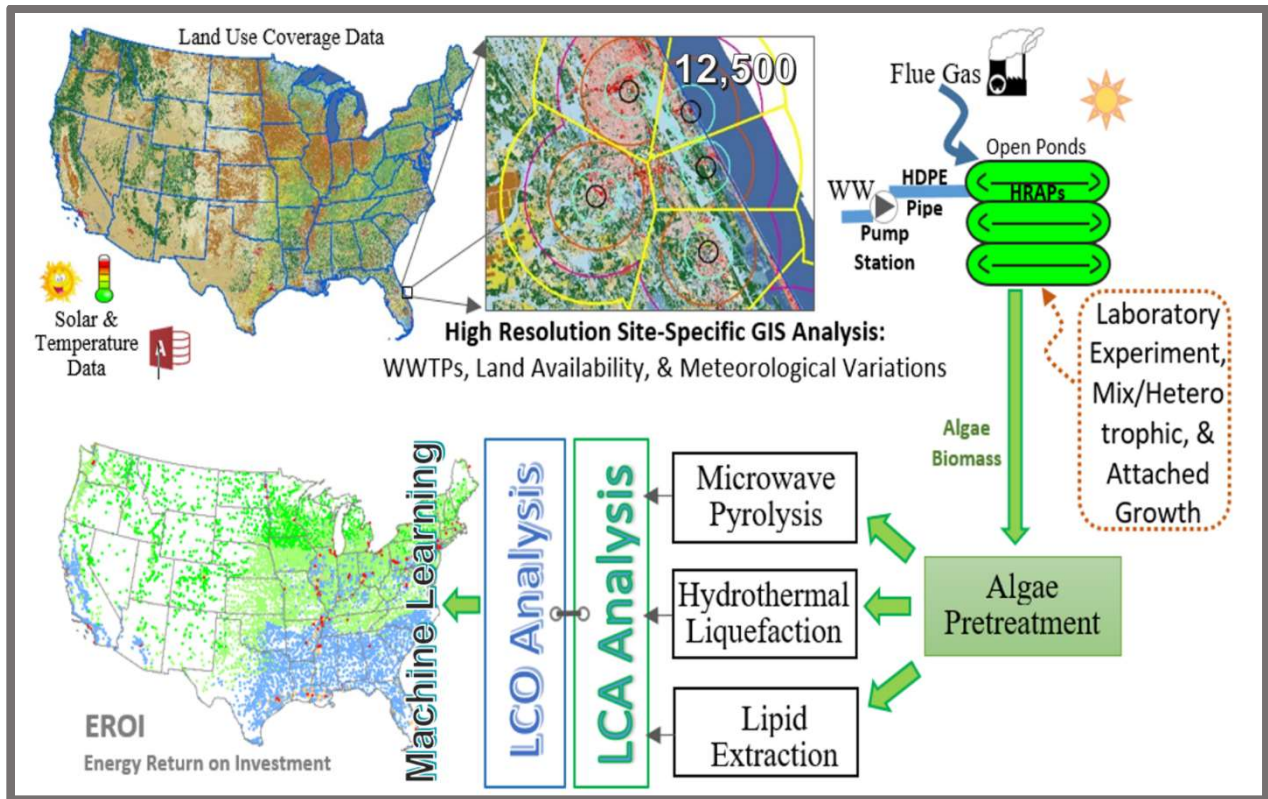 Land Use Coverage Data
12,500
Solar &
Temperature
Data
A
High Resolution Site-Specific GIS Analysis:
WWTPs, Land Availability, & Meteorological Variations
Flue Gas
Open Ponds
HRAPs
WW
HDPE
Pipe
Pump
Station
Laboratory
Experiment,
Mix/Hetero
trophic, &
Attached
Growth
Algae
Biomass
Algae
Pretreatment
Microwave
Pyrolysis
Hydrothermal
Liquefaction
Lipid
Extraction
LCA Analysis
LCO Analysis
Machine Learning
EROI
Energy Return on Investment